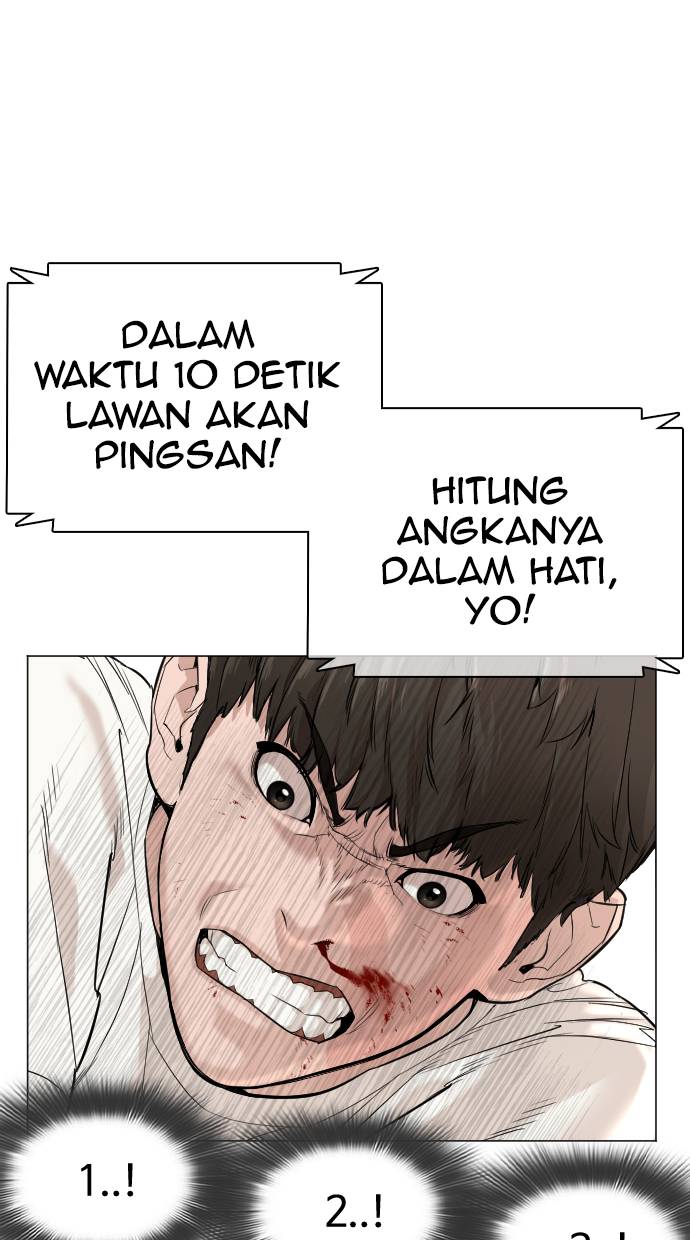 DALAM
WAKTU 10 DETIK
LAWAN AKAN
PINGSAN!
HITUNG
ANGKANYA
DALAM HATI,
YO!
1..!
2..!